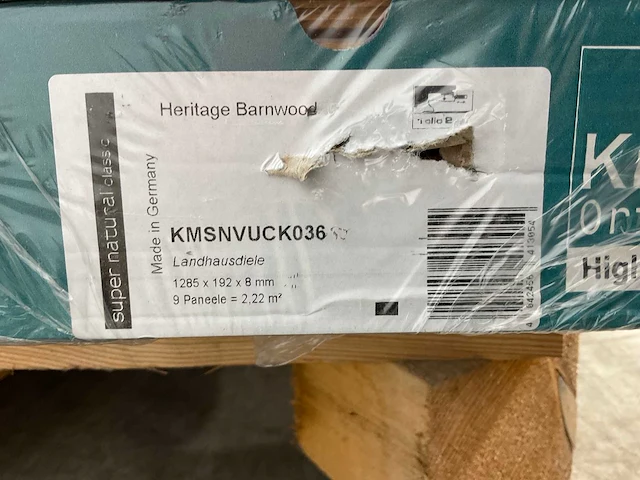 Heritage Barnwood
super natural classic
Made in Germany
KMSNVUCK036
Landhausdiele
1285 x 192 x 8 mm
9 Paneele = 2,22 m²